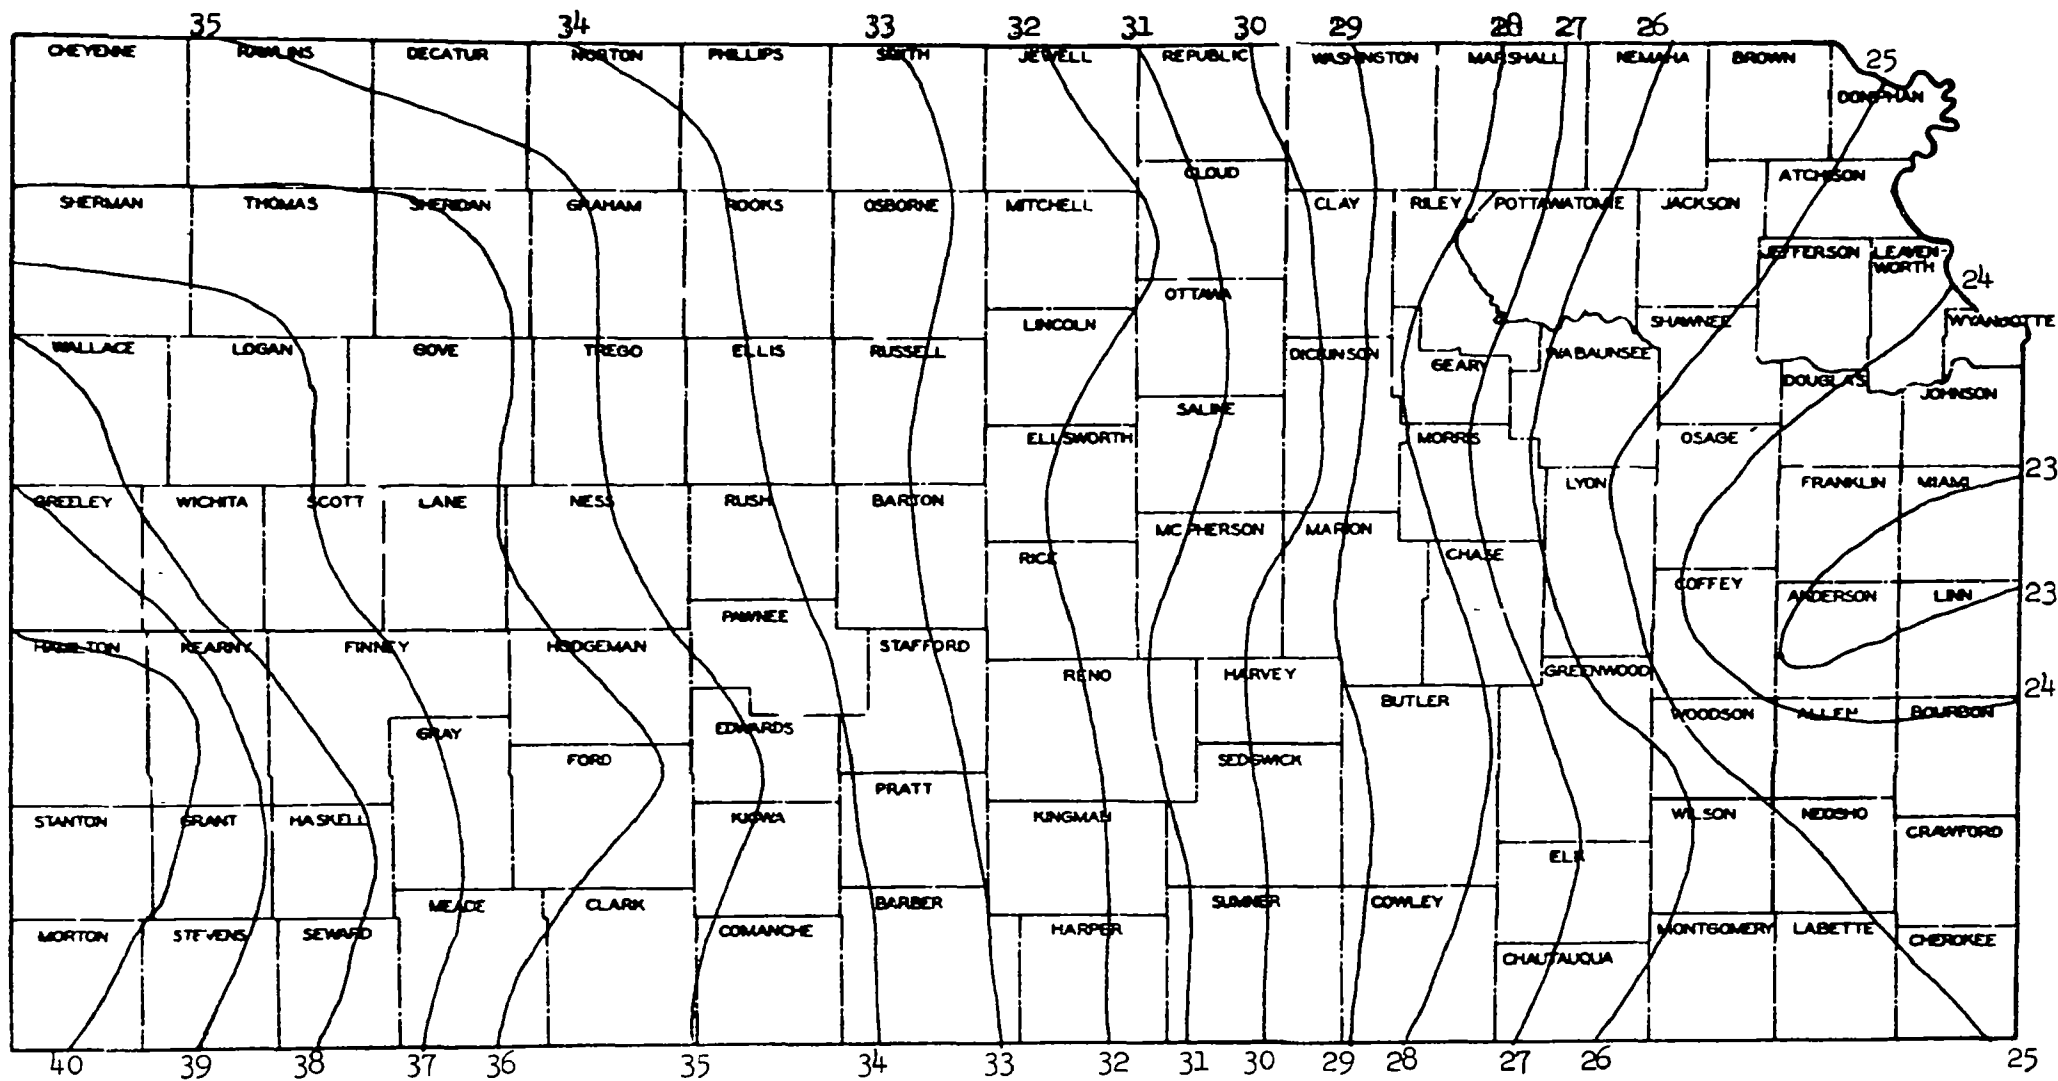 35 34 33 32 31 30 29 28 27 26
CHEYENNE RAWLINS DECATUR NORTON PHILLIPS SMITH JEWELL REPUBLIC WASHINGTON MARSHALL NEMAHA BROWN
25
DONIPHAN
CLOUD ATCHISON
SHERMAN THOMAS SHERIDAN GRAHAM ROOKS OSBORNE MITCHELL CLAY RILEY POTTAWATOMIE JACKSON
JEFFERSON LEAVEN-
WORTH
24
OTTAWA
LINCOLN SHAWNEE WYANDOTTE
WALLACE LOGAN GOVE TREGO ELLIS RUSSELL DICKINSON GEARY WABAUNSEE
DOUGLAS JOHNSON
SALINE
ELLSWORTH MORRIS OSAGE
23
GREELEY WICHITA SCOTT LANE NESS RUSH BARTON LYON FRANKLIN MIAMI
MC PHERSON MARION
RICE CHASE
COFFEY ANDERSON LINN 23
PAWNEE
HAMILTON KEARNY FINNEY HODGEMAN STAFFORD
RENO HARVEY GREENWOOD
24
BUTLER WOODSON ALLEN BOURBON
GRAY EDWARDS
FORD SEDGWICK
PRATT
STANTON GRANT HASKELL KIOWA KINGMAN WILSON NEOSHO
CRAWFORD
ELK
MEADE CLARK BARBER SUMNER COWLEY
MORTON STEVENS SEWARD COMANCHE HARPER MONTGOMERY LABETTE
CHEROKEE
CHAUTAUQUA
40 39 38 37 36 35 34 33 32 31 30 29 28 27 26 25